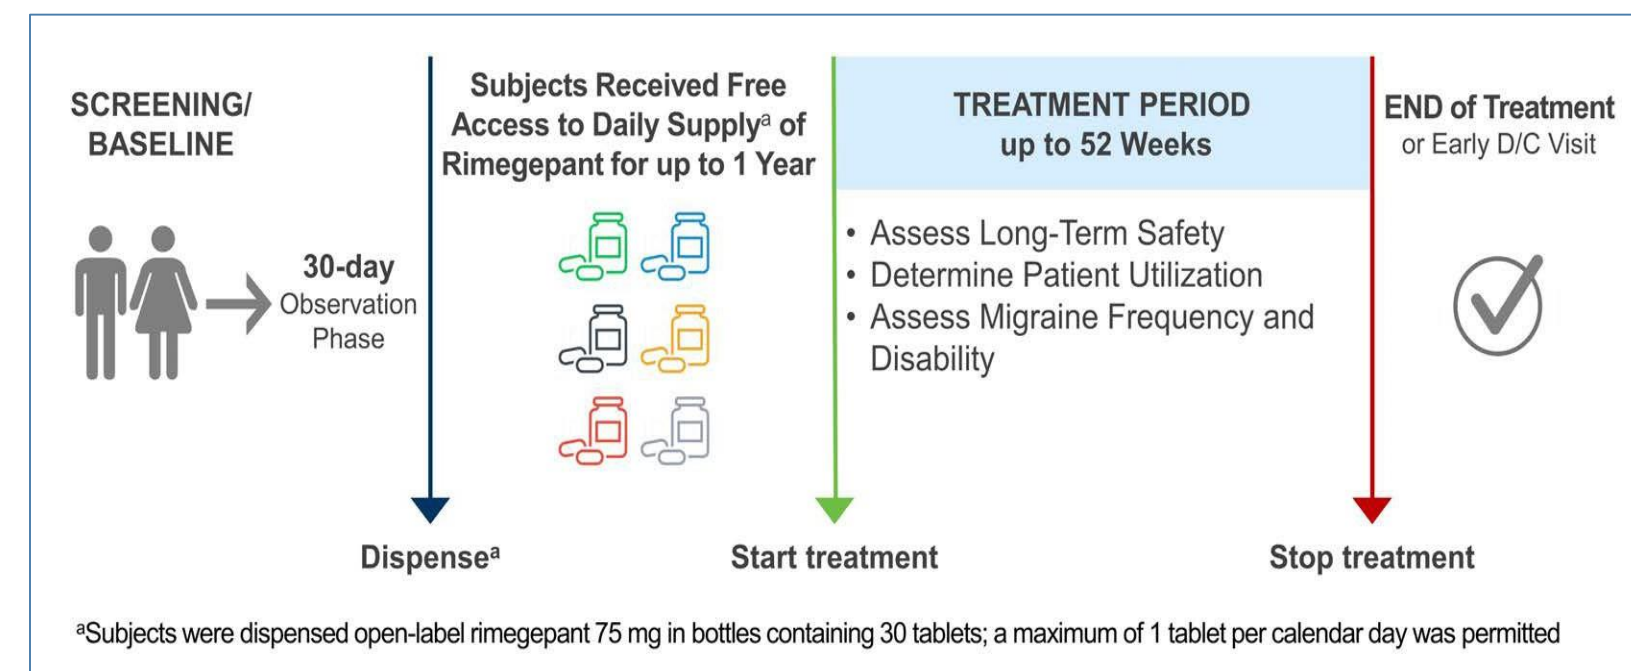 SCREENING/
BASELINE
30-day
Observation
Phase
Subjects Received Free
Access to Daily Supplyᵃ of
Rimegepant for up to 1 Year
TREATMENT PERIOD
up to 52 Weeks
• Assess Long-Term Safety
• Determine Patient Utilization
• Assess Migraine Frequency and
Disability
END of Treatment
or Early D/C Visit
Dispenseᵃ
Start treatment
Stop treatment
ᵃSubjects were dispensed open-label rimegepant 75 mg in bottles containing 30 tablets; a maximum of 1 tablet per calendar day was permitted